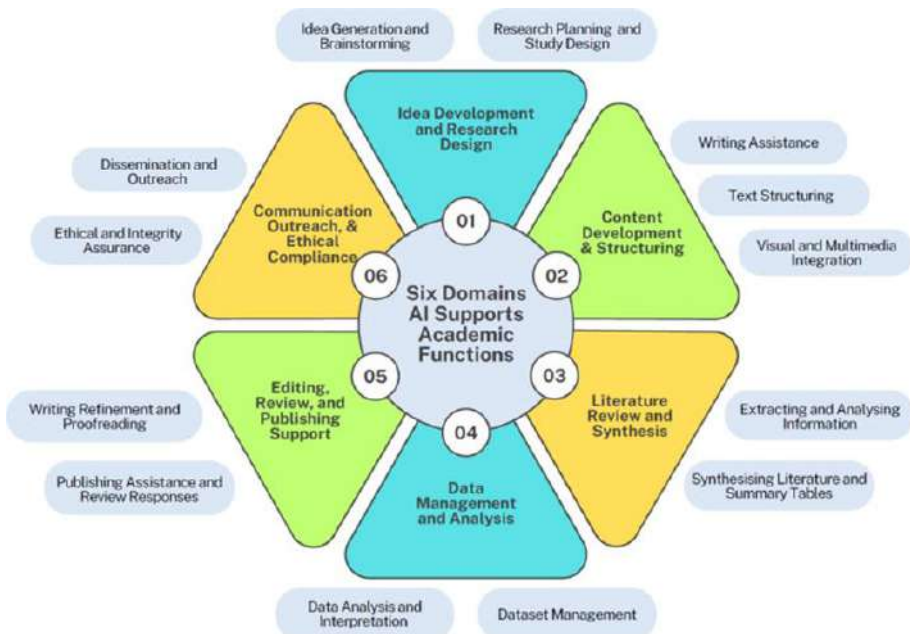 Idea Generation and
Brainstorming
Research Planning and
Study Design
Idea Development
and Research
Design
01
Writing Assistance
Text Structuring
Visual and Multimedia
Integration
Content
Development
& Structuring
02
Six Domains
AI Supports
Academic
Functions
03
Literature
Review and
Synthesis
Extracting and Analysing
Information
Synthesising Literature and
Summary Tables
04
Data
Management
and Analysis
Data Analysis and
Interpretation
Dataset Management
05
Editing,
Review, and
Publishing
Support
Writing Refinement and
Proofreading
Publishing Assistance and
Review Responses
06
Communication
Outreach, &
Ethical
Compliance
Dissemination and
Outreach
Ethical and Integrity
Assurance